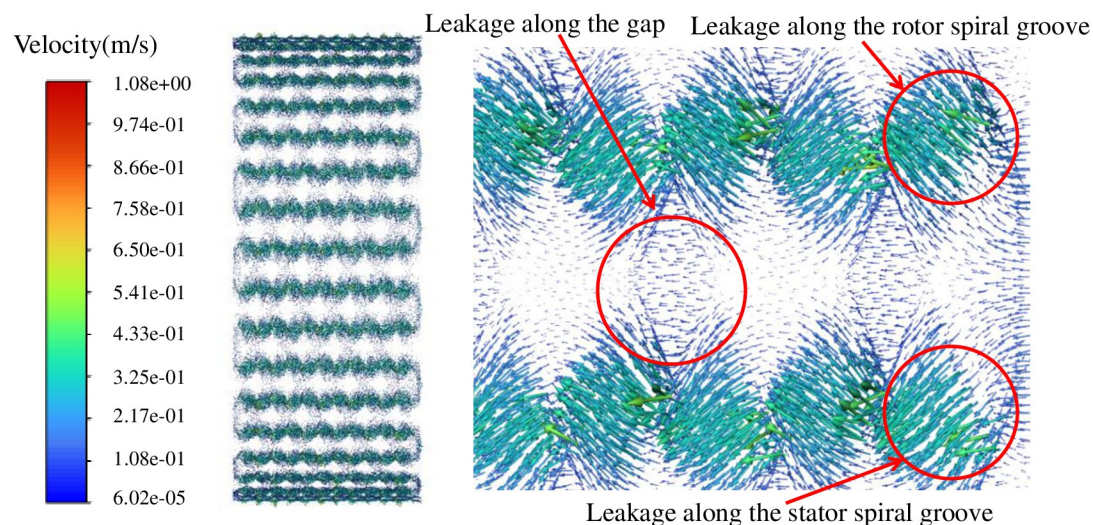 Leakage along the gap
Leakage along the rotor spiral groove
Velocity(m/s)
1.08e+00
9.74e-01
8.66e-01
7.58e-01
6.50e-01
5.41e-01
4.33e-01
3.25e-01
2.17e-01
1.08e-01
6.02e-05
Leakage along the stator spiral groove